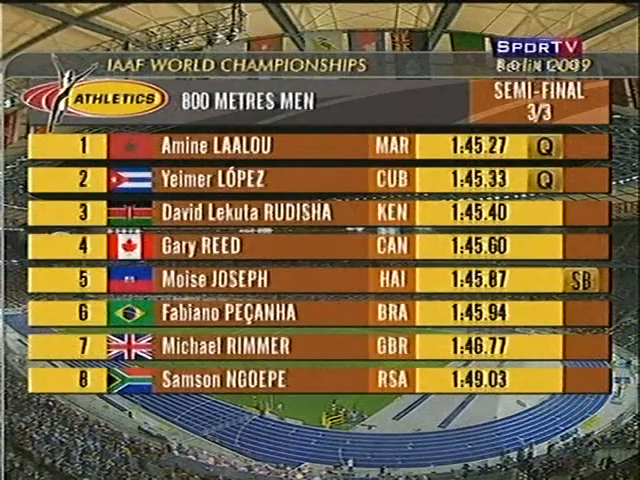 SPORTV
IAAF WORLD CHAMPIONSHIPS
Berlin 2009
ATHLETICS
800 METRES MEN
SEMI-FINAL
3/3
1 Amine LAALOU MAR 1:45.27 Q
2 Yeimer LÓPEZ CUB 1:45.33 Q
3 David Lekuta RUDISHA KEN 1:45.40
4 Gary REED CAN 1:45.60
5 Moise JOSEPH HAI 1:45.87 SB
6 Fabiano PEÇANHA BRA 1:45.94
7 Michael RIMMER GBR 1:46.77
8 Samson NGOEPE RSA 1:49.03